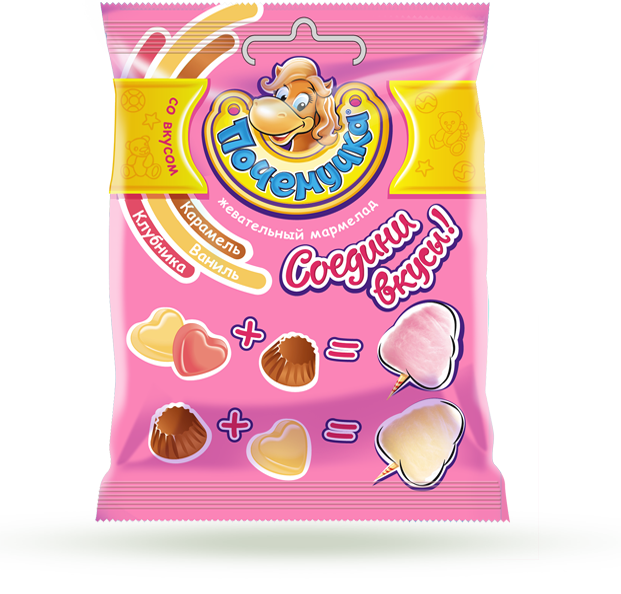 Почемучка®
жевательный мармелад
со вкусом
Карамель
Ваниль
Клубника
Соедини
вкусы!
+ =
+ =